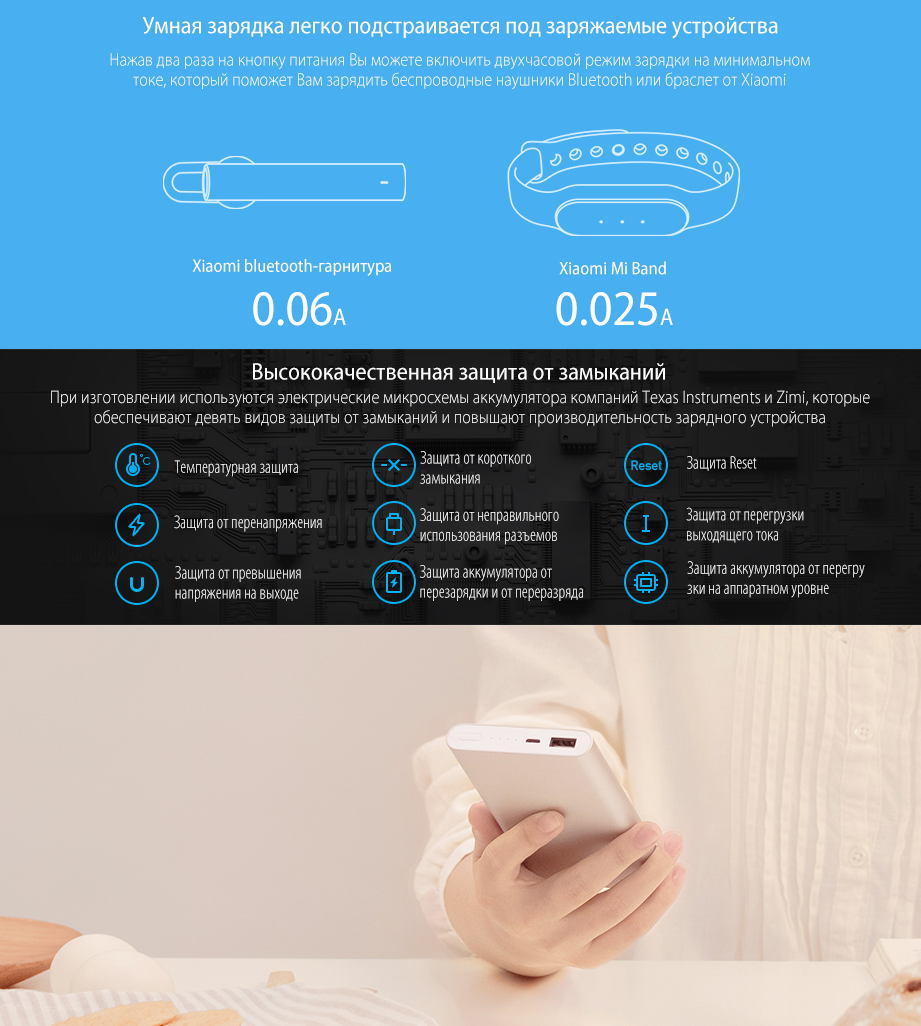 Умная зарядка легко подстраивается под заряжаемые устройства
Нажав два раза на кнопку питания Вы можете включить двухчасовой режим зарядки на минимальном
токе, который поможет Вам зарядить беспроводные наушники Bluetooth или браслет от Xiaomi
Xiaomi bluetooth-гарнитура
0.06A
Xiaomi Mi Band
0.025A
Высококачественная защита от замыканий
При изготовлении используются электрические микросхемы аккумулятора компаний Texas Instruments и Zimi, которые
обеспечивают девять видов защиты от замыканий и повышают производительность зарядного устройства
°C
Температурная защита
Защита от короткого
замыкания
Reset
Защита Reset
Защита от перенапряжения
Защита от неправильного
использования разъемов
I
Защита от перегрузки
выходящего тока
U
Защита от превышения
напряжения на выходе
Защита аккумулятора от
перезарядки и от переразряда
Защита аккумулятора от перегру
зки на аппаратном уровне